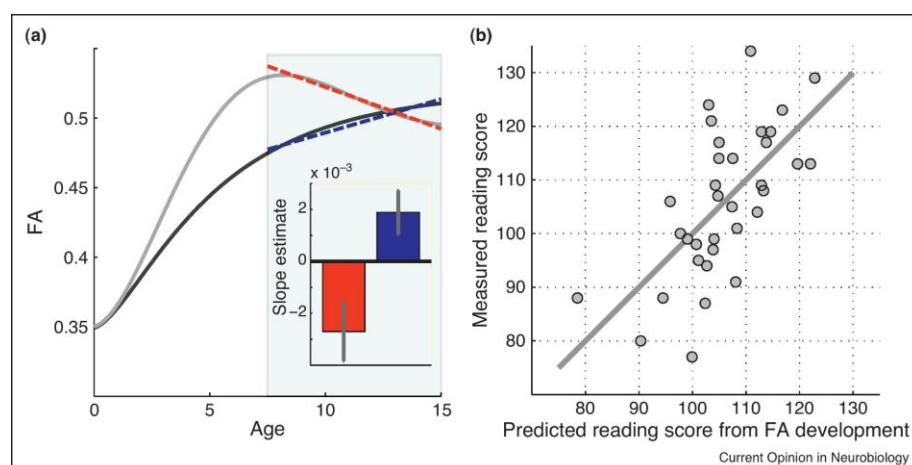 (a)
FA
0.5
0.45
0.4
0.35
0
5
10
15
Age
x 10⁻³
Slope estimate
2
0
−2
(b)
Measured reading score
130
120
110
100
90
80
80 90 100 110 120 130
Predicted reading score from FA development
Current Opinion in Neurobiology